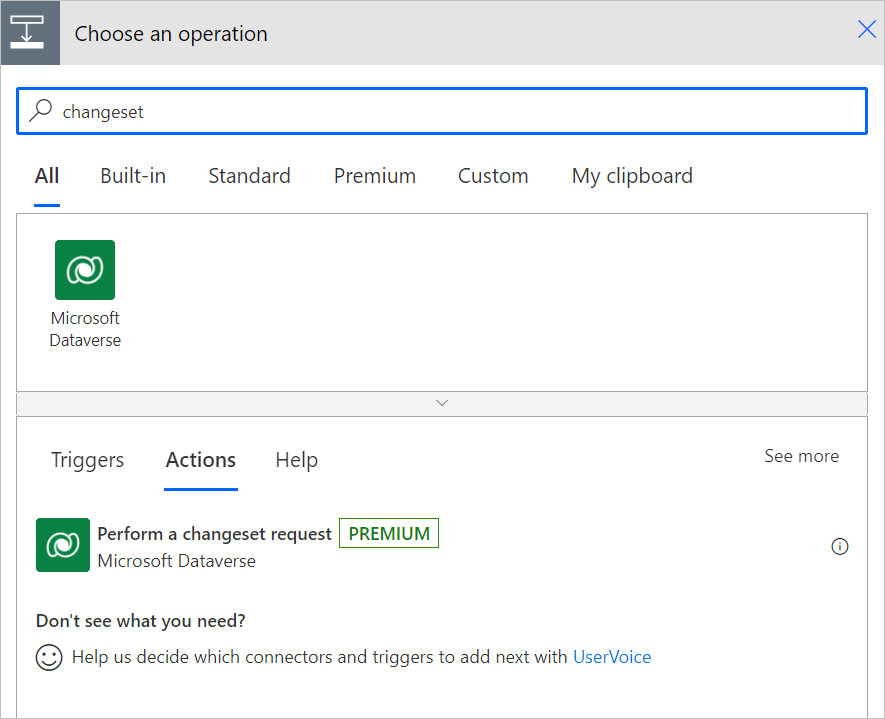 Choose an operation
changeset
All Built-in Standard Premium Custom My clipboard
Microsoft
Dataverse
Triggers Actions Help See more
Perform a changeset request PREMIUM
Microsoft Dataverse
Don't see what you need?
Help us decide which connectors and triggers to add next with UserVoice